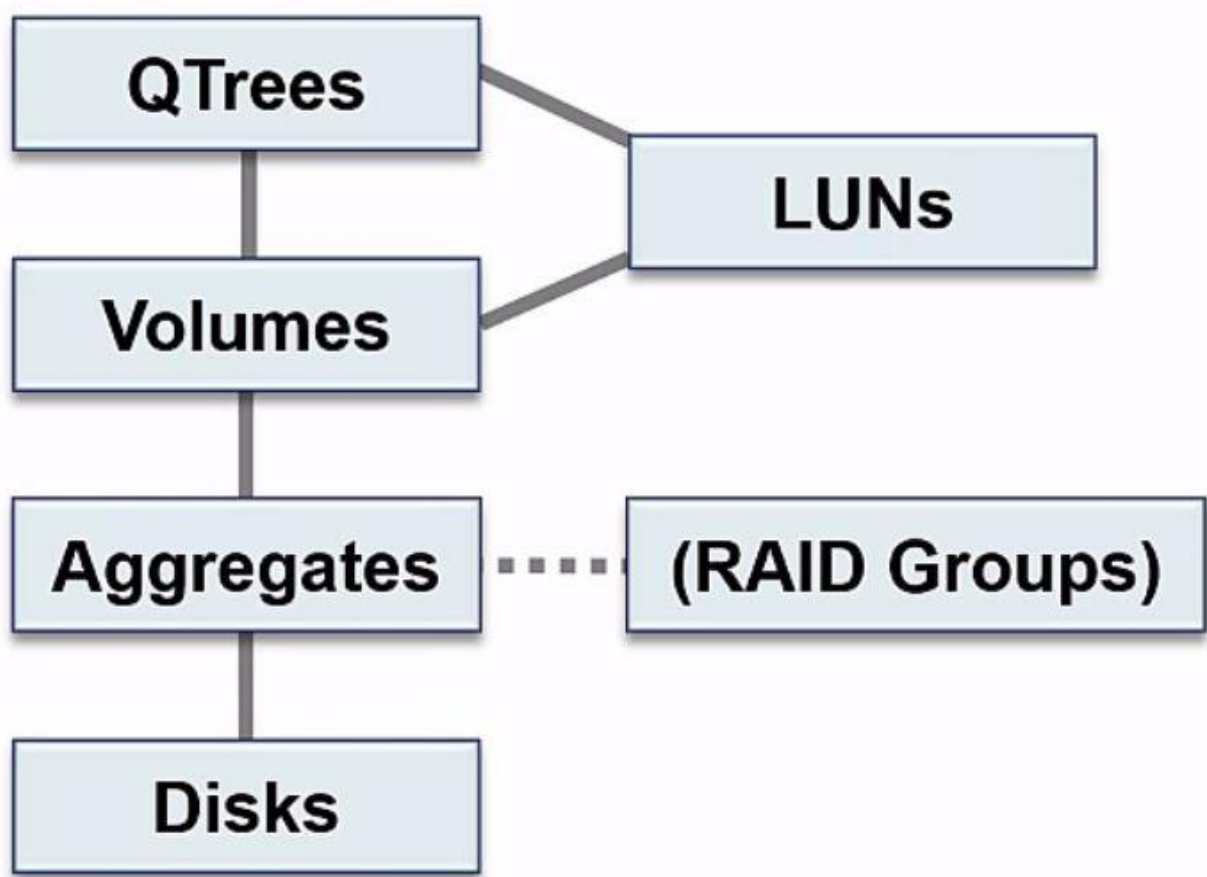 QTrees
LUNs
Volumes
Aggregates
(RAID Groups)
Disks